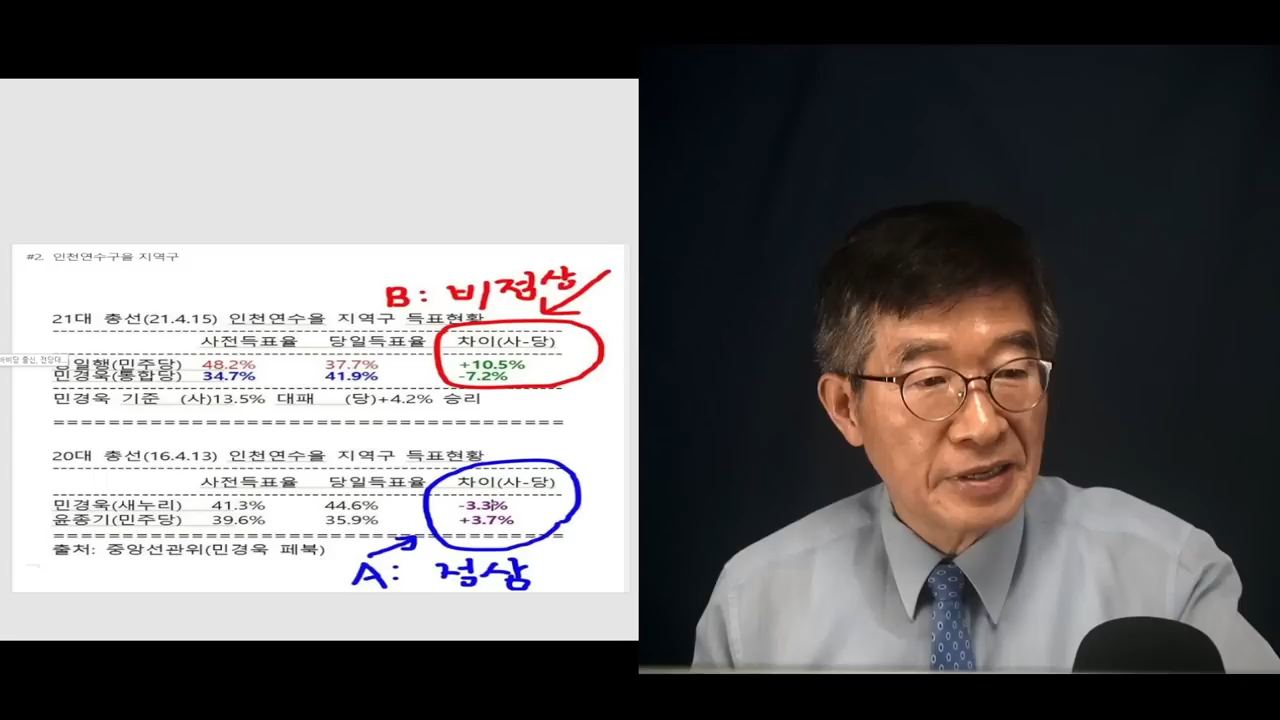 #2. 인천연수구을 지역구
B: 비정상
21대 총선(21.4.15) 인천연수을 지역구 득표현황
사전득표율 당일득표율 차이(사-당)
일행(민주당) 48.2% 37.7% +10.5%
민경욱(통합당) 34.7% 41.9% -7.2%
민경욱 기준 (사)13.5% 대패 (당)+4.2% 승리
====================================
20대 총선(16.4.13) 인천연수을 지역구 득표현황
사전득표율 당일득표율 차이(사-당)
민경욱(새누리) 41.3% 44.6% -3.3%
윤종기(민주당) 39.6% 35.9% +3.7%
====================================
출처: 중앙선관위(민경욱 페북)
A: 정상